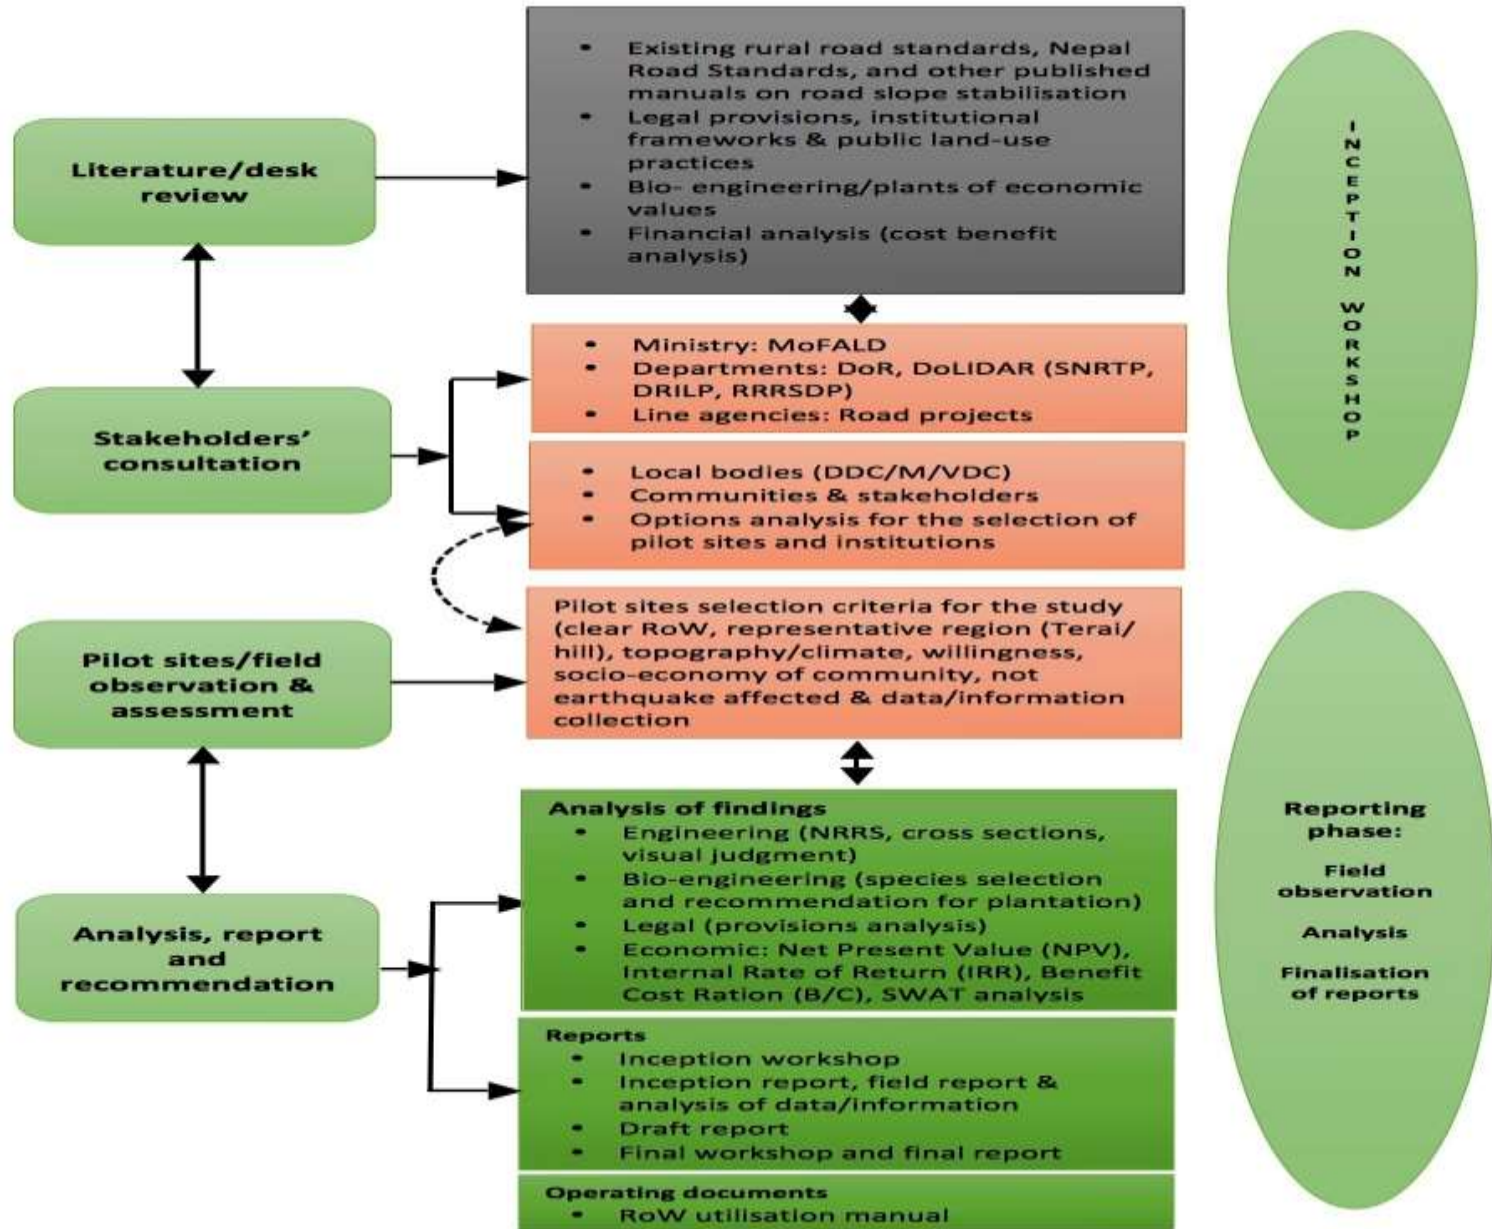 Literature/desk
review
• Existing rural road standards, Nepal
Road Standards, and other published
manuals on road slope stabilisation
• Legal provisions, institutional
frameworks & public land-use
practices
• Bio- engineering/plants of economic
values
• Financial analysis (cost benefit
analysis)
INCEPTION WORKSHOP
Stakeholders’
consultation
• Ministry: MoFALD
• Departments: DoR, DoLIDAR (SNRTP,
DRILP, RRRSDP)
• Line agencies: Road projects
• Local bodies (DDC/M/VDC)
• Communities & stakeholders
• Options analysis for the selection of
pilot sites and institutions
Pilot sites/field
observation &
assessment
Pilot sites selection criteria for the study
(clear RoW, representative region (Terai/
hill), topography/climate, willingness,
socio-economy of community, not
earthquake affected & data/information
collection
Analysis, report
and
recommendation
Analysis of findings
• Engineering (NRRS, cross sections,
visual judgment)
• Bio-engineering (species selection
and recommendation for plantation)
• Legal (provisions analysis)
• Economic: Net Present Value (NPV),
Internal Rate of Return (IRR), Benefit
Cost Ration (B/C), SWAT analysis
Reports
• Inception workshop
• Inception report, field report &
analysis of data/information
• Draft report
• Final workshop and final report
Operating documents
• RoW utilisation manual
Reporting
phase:
Field
observation
Analysis
Finalisation
of reports